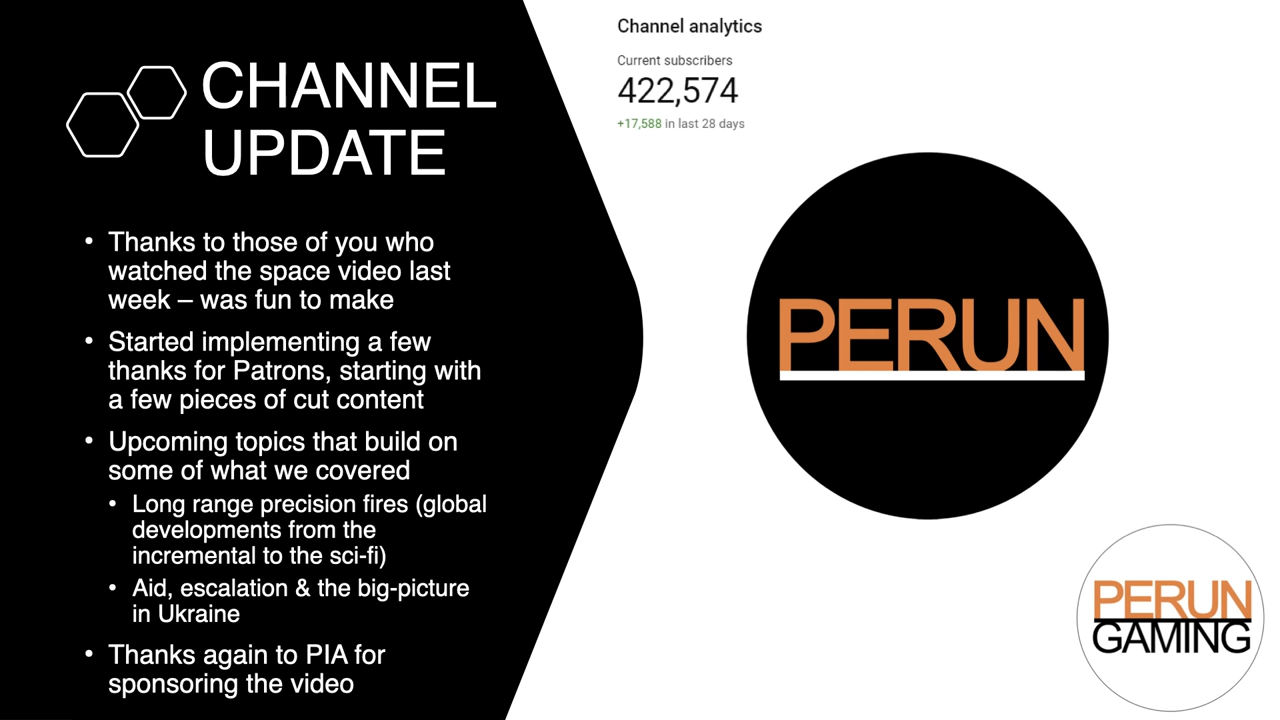 CHANNEL
UPDATE
• Thanks to those of you who
watched the space video last
week – was fun to make
• Started implementing a few
thanks for Patrons, starting with
a few pieces of cut content
• Upcoming topics that build on
some of what we covered
• Long range precision fires (global
developments from the
incremental to the sci-fi)
• Aid, escalation & the big-picture
in Ukraine
• Thanks again to PIA for
sponsoring the video
Channel analytics
Current subscribers
422,574
+17,588 in last 28 days
PERUN
PERUN
GAMING